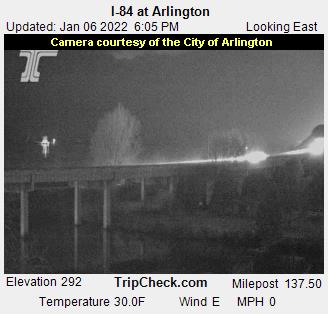 I-84 at Arlington
Updated: Jan 06 2022 6:05 PM Looking East
Camera courtesy of the City of Arlington
Elevation 292 TripCheck.com Milepost 137.50
Temperature 30.0F Wind E MPH 0